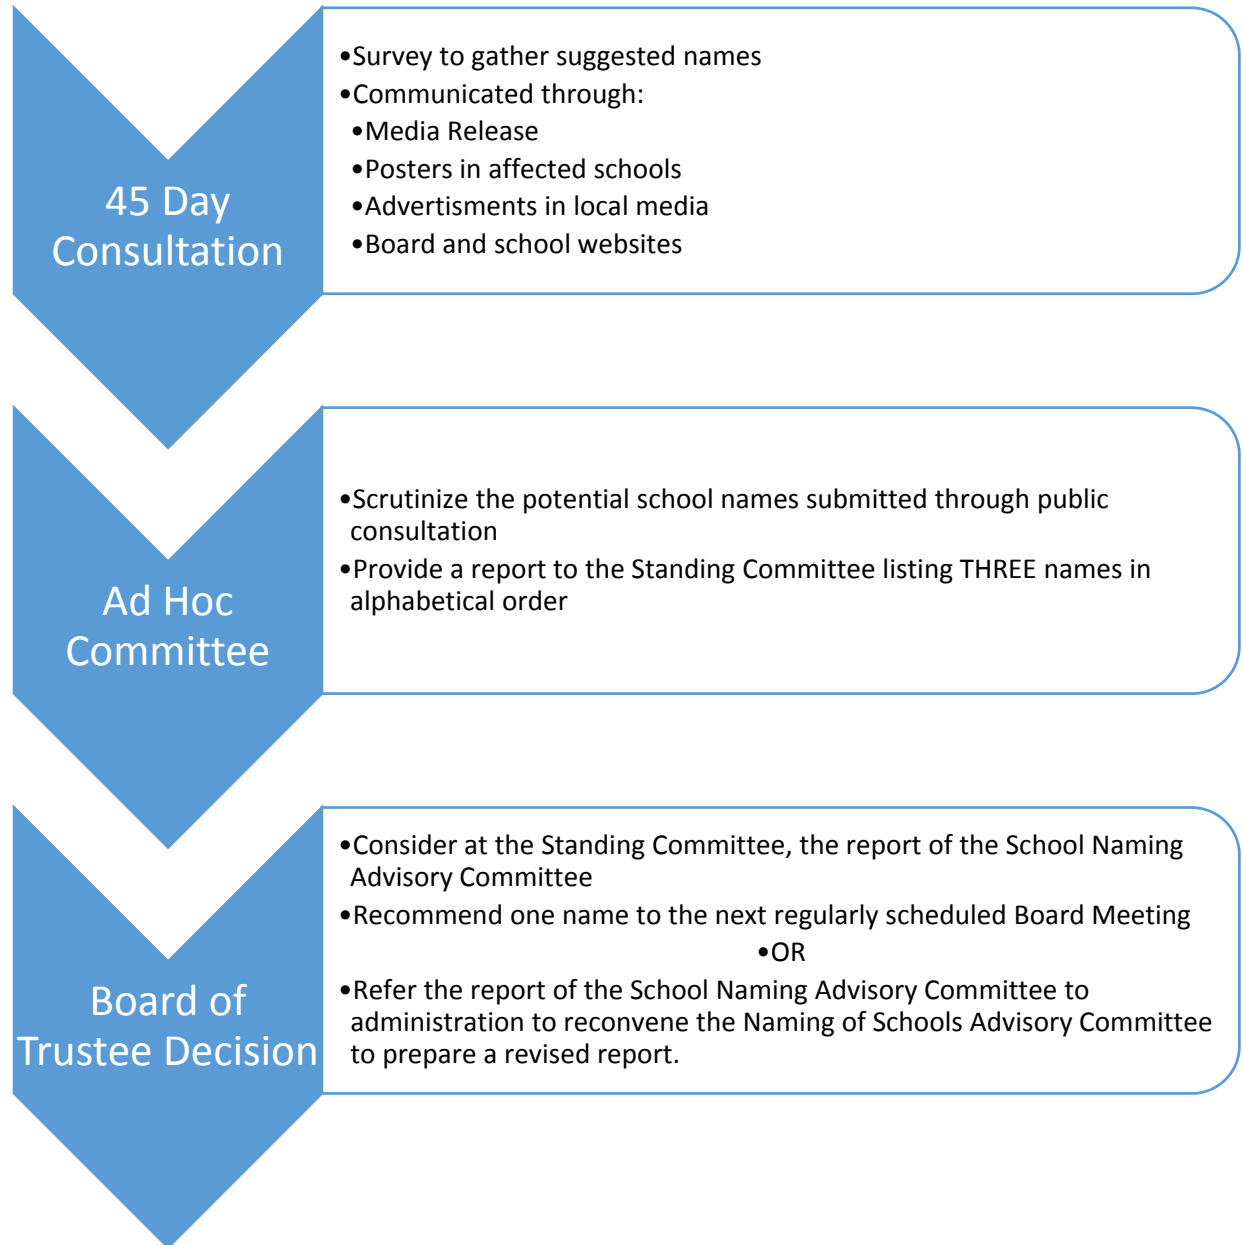 45 Day
Consultation
•Survey to gather suggested names
•Communicated through:
•Media Release
•Posters in affected schools
•Advertisments in local media
•Board and school websites
Ad Hoc
Committee
•Scrutinize the potential school names submitted through public
consultation
•Provide a report to the Standing Committee listing THREE names in
alphabetical order
Board of
Trustee Decision
•Consider at the Standing Committee, the report of the School Naming
Advisory Committee
•Recommend one name to the next regularly scheduled Board Meeting
•OR
•Refer the report of the School Naming Advisory Committee to
administration to reconvene the Naming of Schools Advisory Committee
to prepare a revised report.